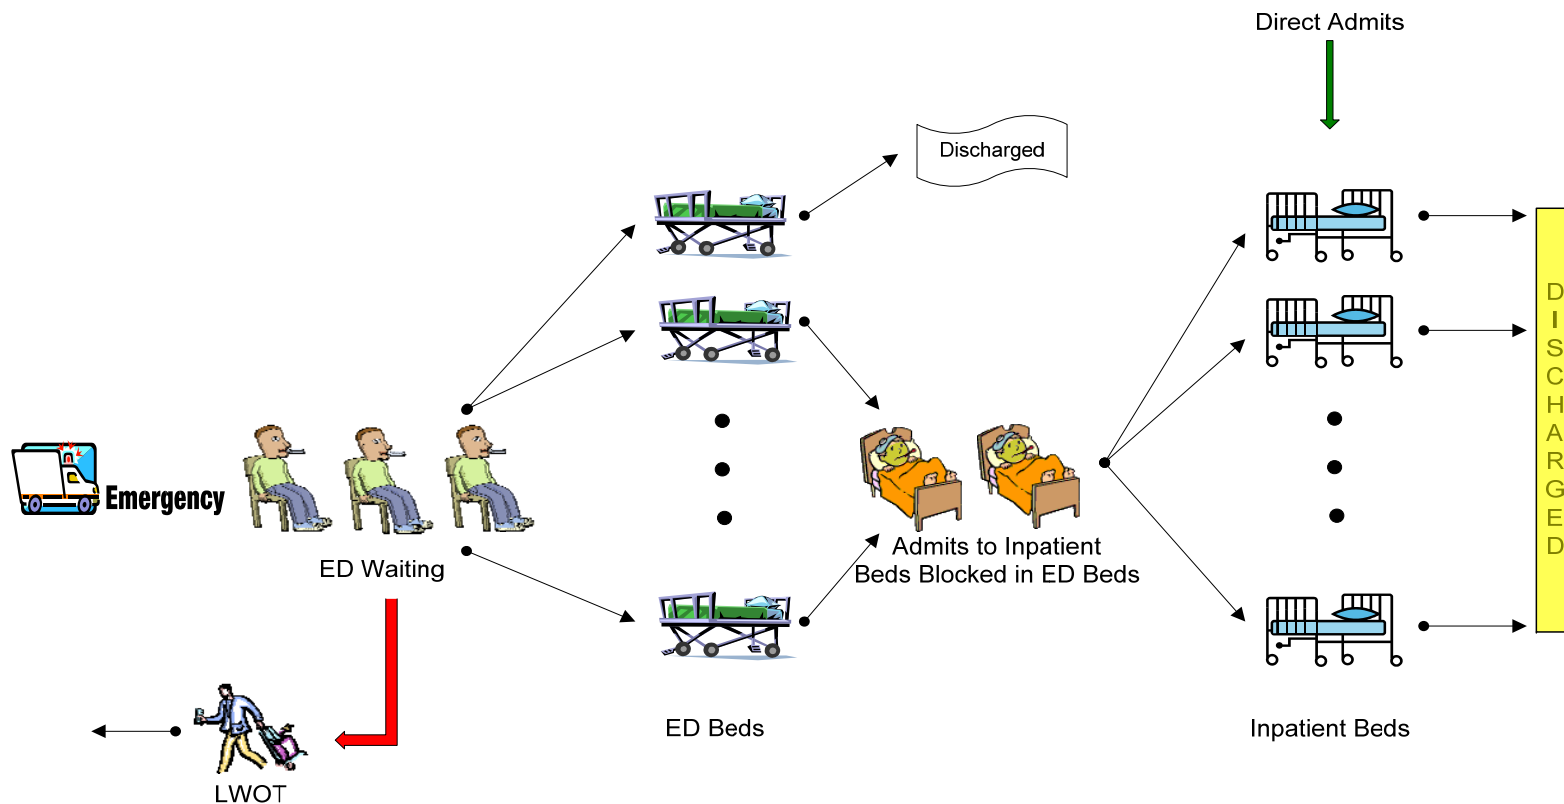 Direct Admits
Discharged
Emergency
ED Waiting
Admits to Inpatient
Beds Blocked in ED Beds
DISCHARGED
ED Beds
Inpatient Beds
LWOT